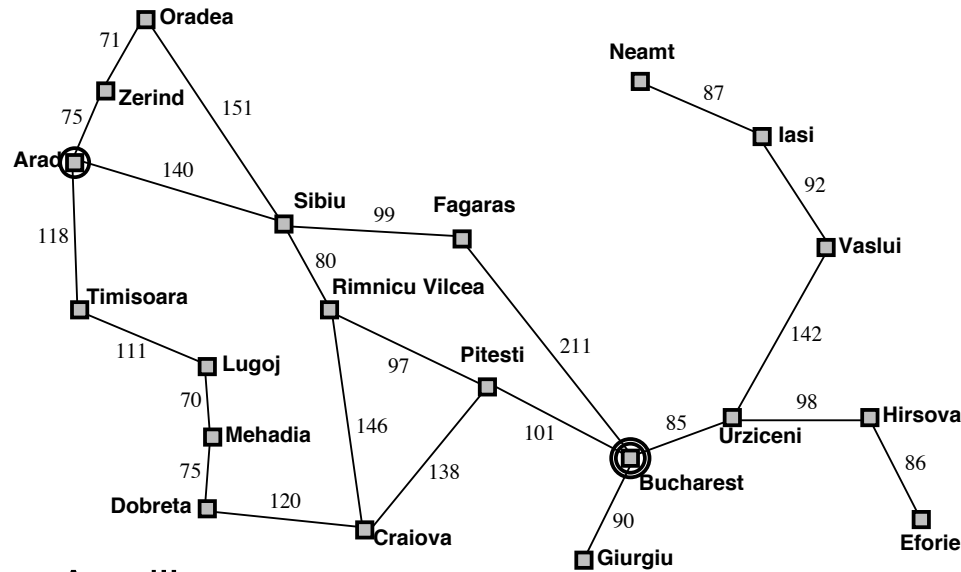 Oradea
71
Neamt
87
Zerind
151
75
Iasi
Arad
140
92
Sibiu
99
Fagaras
118
Vaslui
80
Timisoara
Rimnicu Vilcea
142
111
Lugoj
Pitesti
211
97
70
98
Hirsova
Mehadia
146
101
85
Urziceni
75
138
86
Bucharest
Dobreta
120
90
Craiova
Eforie
Giurgiu